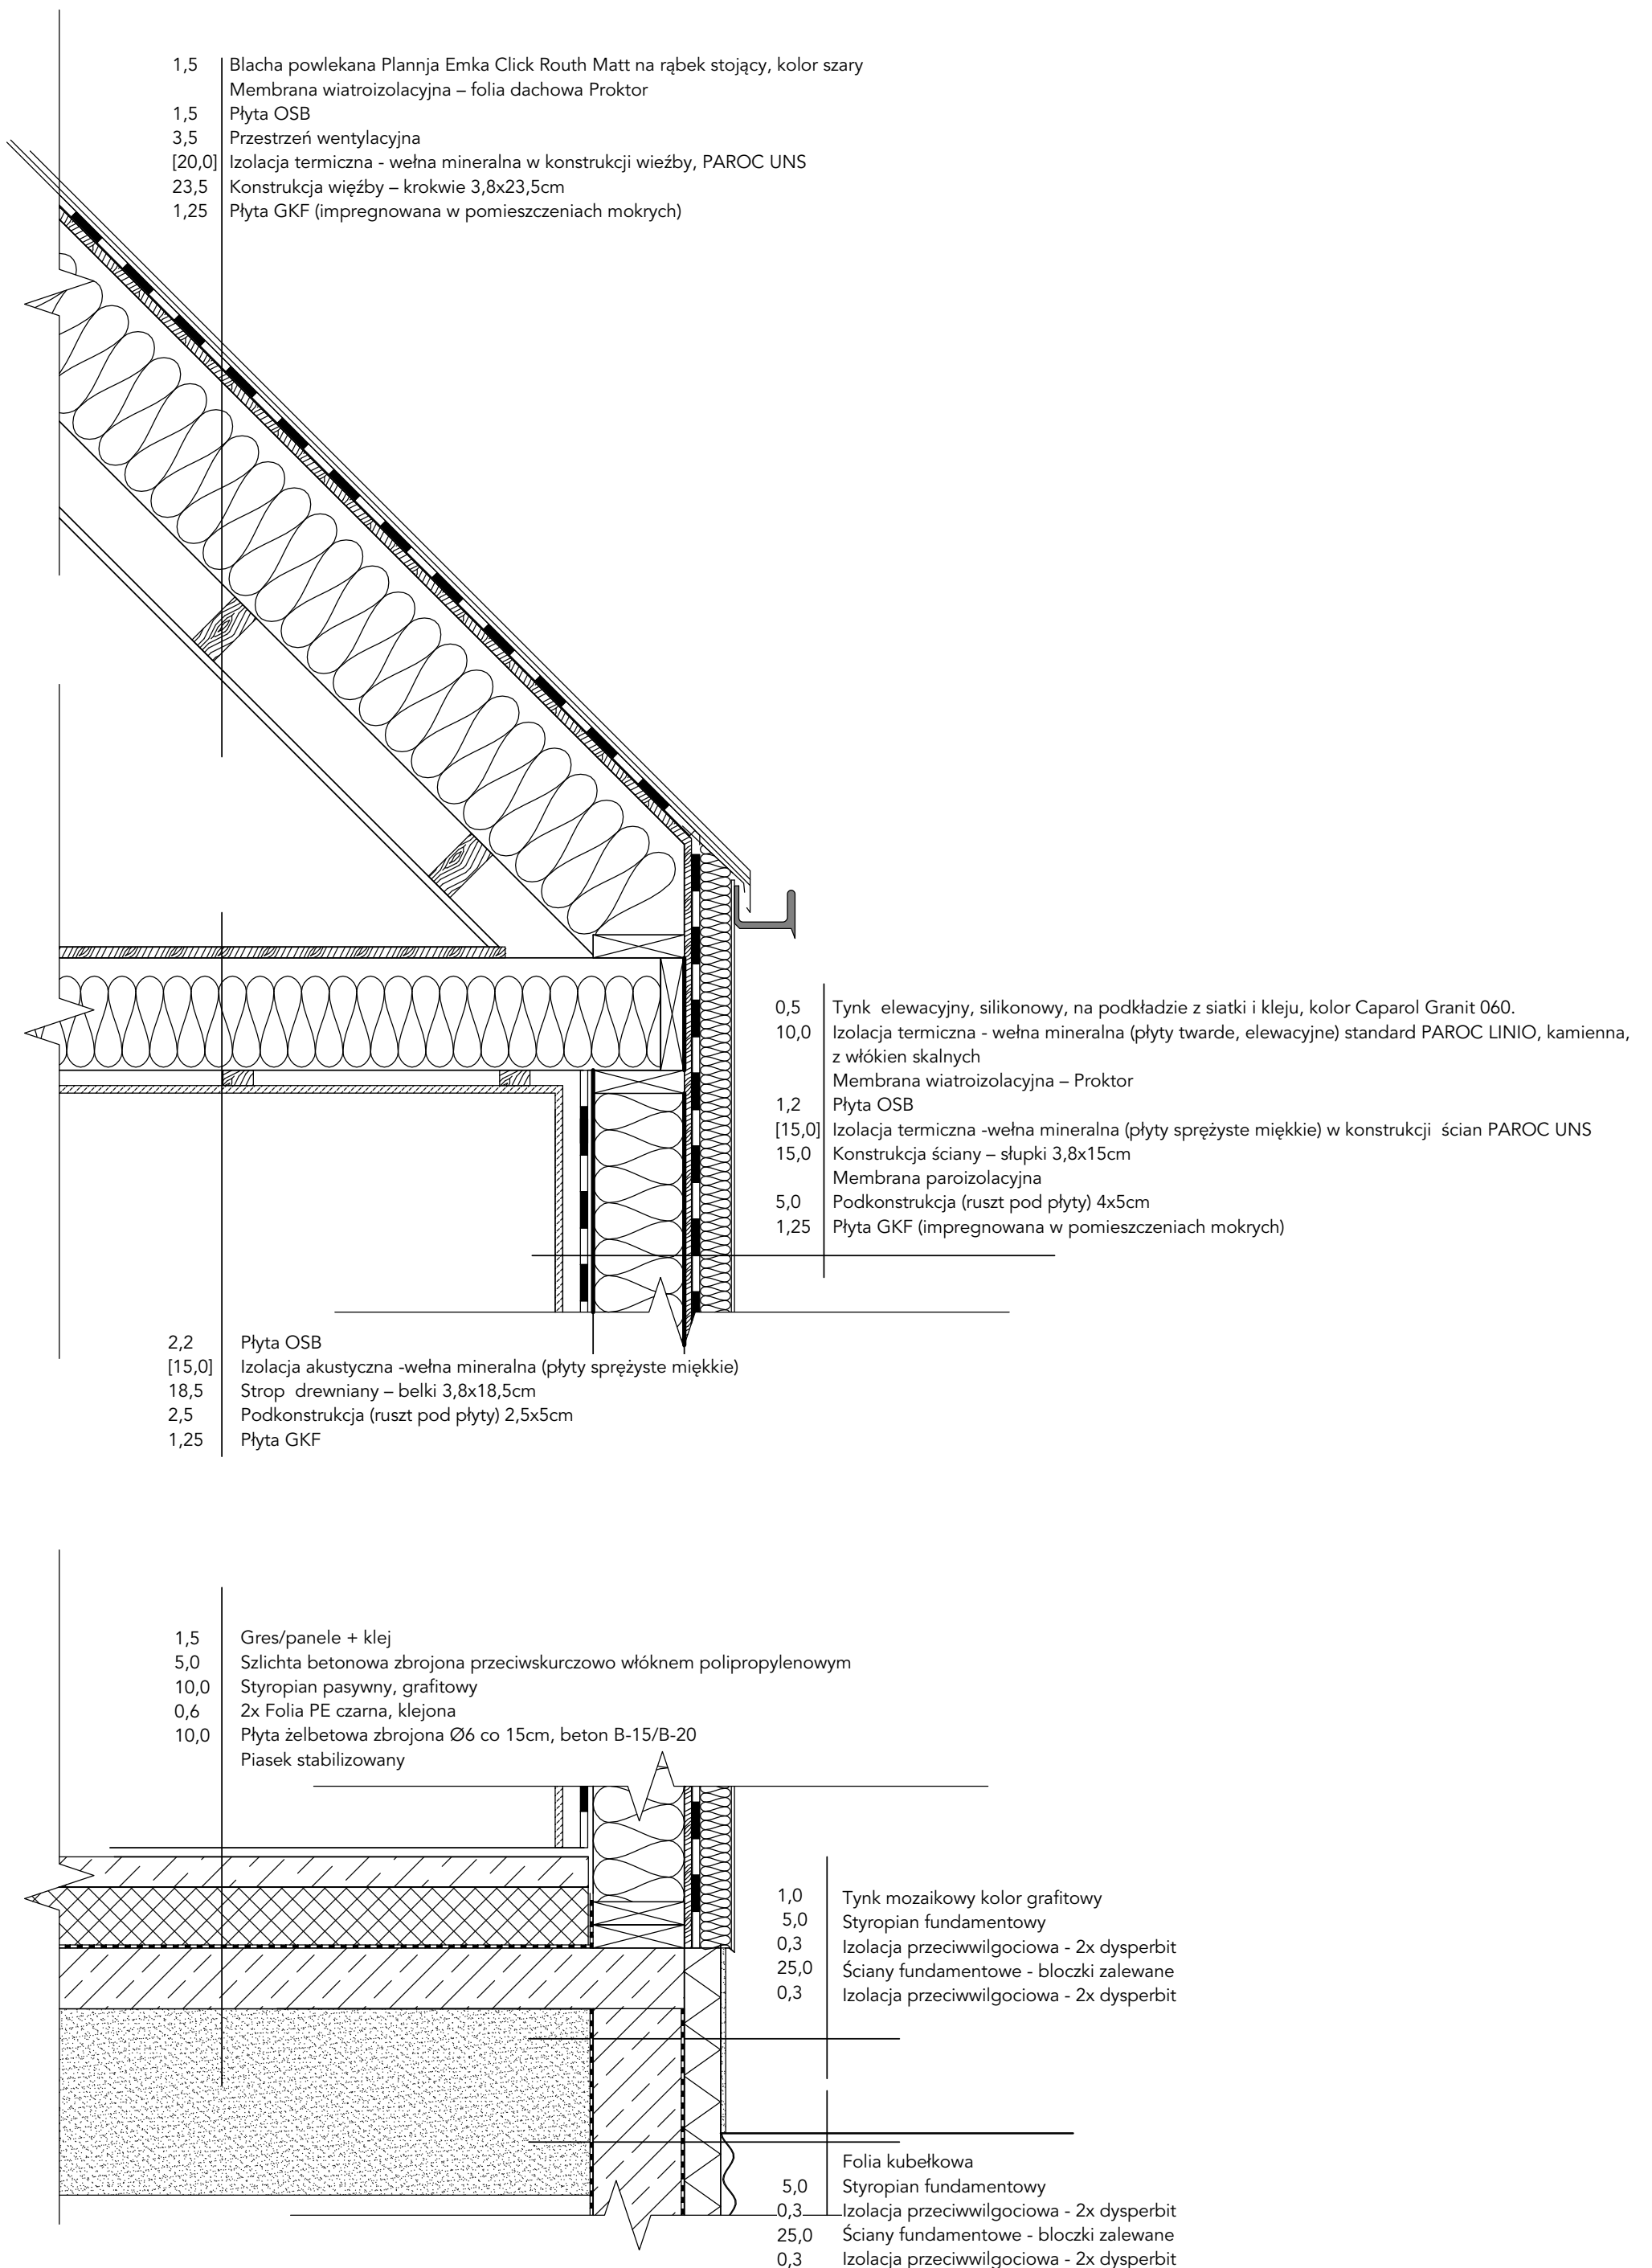 1,5 Blacha powlekana Plannja Emka Click Routh Matt na rąbek stojący, kolor szary
Membrana wiatroizolacyjna – folia dachowa Proktor
1,5 Płyta OSB
3,5 Przestrzeń wentylacyjna
[20,0] Izolacja termiczna - wełna mineralna w konstrukcji wieźby, PAROC UNS
23,5 Konstrukcja więźby – krokwie 3,8x23,5cm
1,25 Płyta GKF (impregnowana w pomieszczeniach mokrych)
0,5 Tynk elewacyjny, silikonowy, na podkładzie z siatki i kleju, kolor Caparol Granit 060.
10,0 Izolacja termiczna - wełna mineralna (płyty twarde, elewacyjne) standard PAROC LINIO, kamienna,
z włókien skalnych
Membrana wiatroizolacyjna – Proktor
1,2 Płyta OSB
[15,0] Izolacja termiczna -wełna mineralna (płyty sprężyste miękkie) w konstrukcji ścian PAROC UNS
15,0 Konstrukcja ściany – słupki 3,8x15cm
Membrana paroizolacyjna
5,0 Podkonstrukcja (ruszt pod płyty) 4x5cm
1,25 Płyta GKF (impregnowana w pomieszczeniach mokrych)
2,2 Płyta OSB
[15,0] Izolacja akustyczna -wełna mineralna (płyty sprężyste miękkie)
18,5 Strop drewniany – belki 3,8x18,5cm
2,5 Podkonstrukcja (ruszt pod płyty) 2,5x5cm
1,25 Płyta GKF
1,5 Gres/panele + klej
5,0 Szlichta betonowa zbrojona przeciwskurczowo włóknem polipropylenowym
10,0 Styropian pasywny, grafitowy
0,6 2x Folia PE czarna, klejona
10,0 Płyta żelbetowa zbrojona Ø6 co 15cm, beton B-15/B-20
Piasek stabilizowany
1,0 Tynk mozaikowy kolor grafitowy
5,0 Styropian fundamentowy
0,3 Izolacja przeciwwilgociowa - 2x dysperbit
25,0 Ściany fundamentowe - bloczki zalewane
0,3 Izolacja przeciwwilgociowa - 2x dysperbit
Folia kubełkowa
5,0 Styropian fundamentowy
0,3 Izolacja przeciwwilgociowa - 2x dysperbit
25,0 Ściany fundamentowe - bloczki zalewane
0,3 Izolacja przeciwwilgociowa - 2x dysperbit